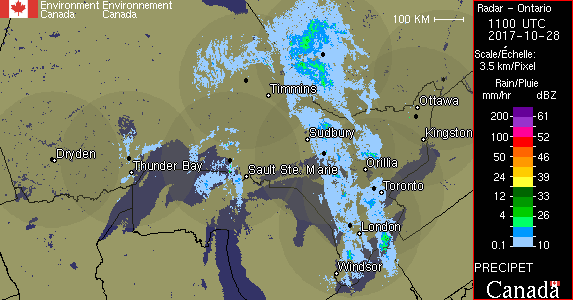 Environment Environnement
Canada Canada
100 KM
Timmins
Ottawa
Sudbury
Kingston
Dryden
Thunder Bay
Sault Ste. Marie
Orillia
Toronto
London
Windsor
Radar - Ontario
1100 UTC
2017-10-28
Scale/Échelle:
3.5 km/Pixel
Rain/Pluie
mm/hr dBZ
200 61
100 52
50 46
24 39
12 33
4 26
0.1 10
PRECIPET
Canada